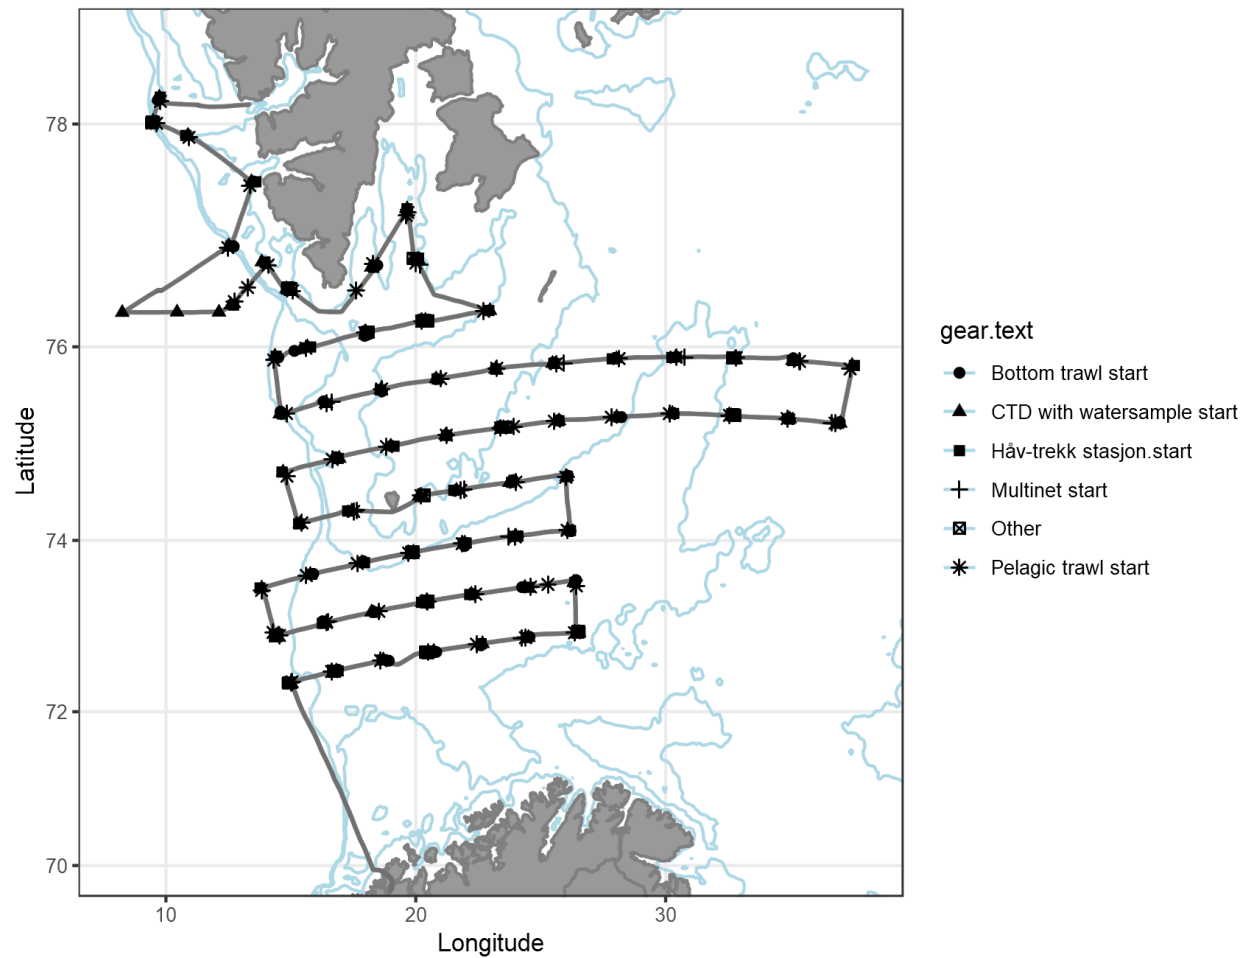 78
76
74
72
70
10
20
30
Latitude
Longitude
gear.text
Bottom trawl start
CTD with watersample start
Håv-trekk stasjon.start
Multinet start
Other
Pelagic trawl start